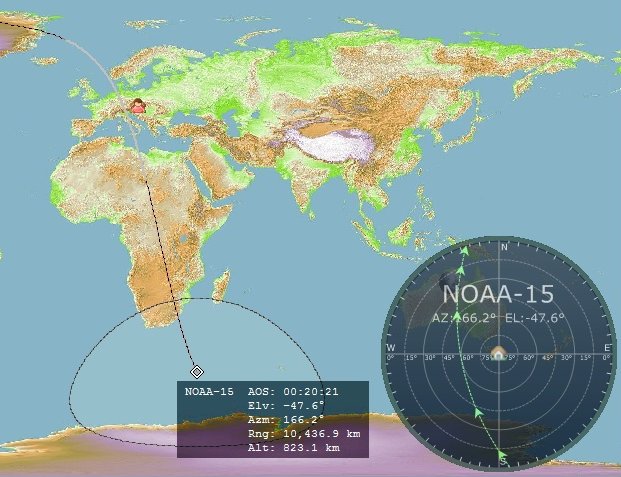 N
NOAA-15
AZ:166.2° EL:-47.6°
W
E
0° 15° 30° 45° 60° 75° 75° 60° 45° 30° 15° 0°
S
NOAA-15 AOS: 00:20:21
Elv: -47.6°
Azm: 166.2°
Rng: 10,436.9 km
Alt: 823.1 km